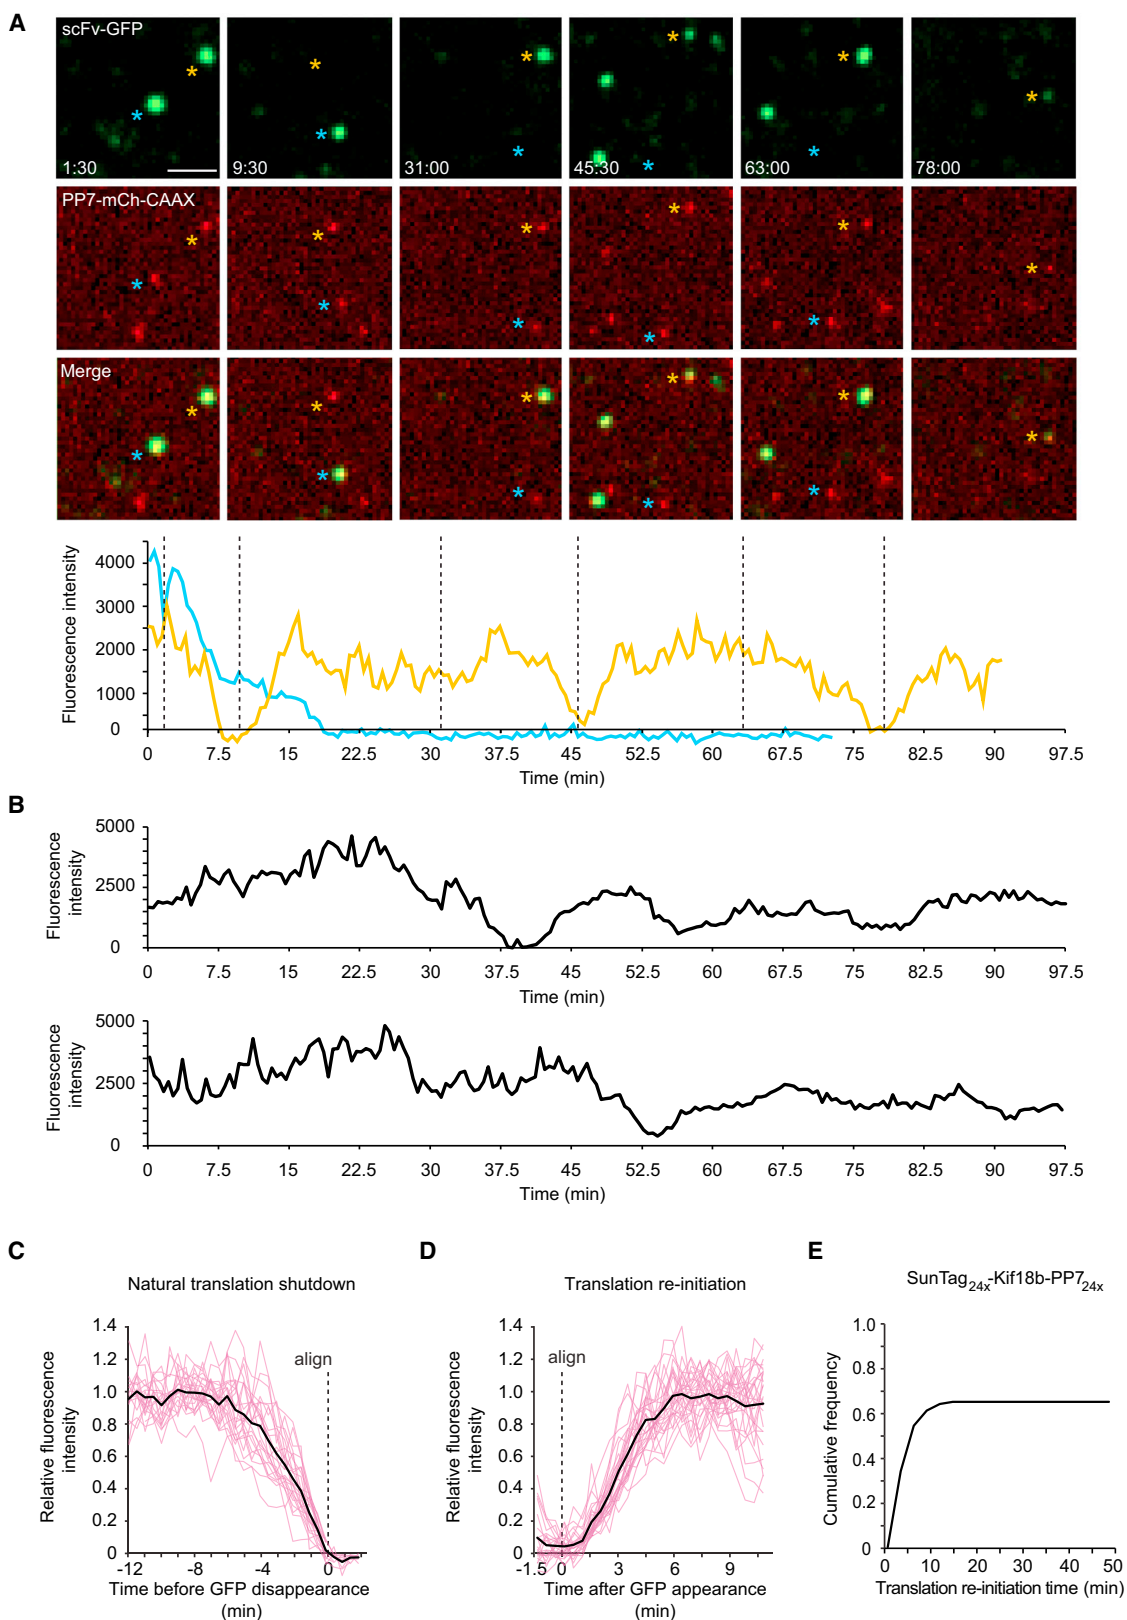 A
scFv-GFP
* * * * * *
* * * * *
1:30 9:30 31:00 45:30 63:00 78:00
PP7-mCh-CAAX
* * * * * *
* * * * *
Merge
* * * * * *
* * * * *
Fluorescence intensity
4000
3000
2000
1000
0
0 7.5 15 22.5 30 37.5 45 52.5 60 67.5 75 82.5 90 97.5
Time (min)
B
Fluorescence
intensity
5000
2500
0
0 7.5 15 22.5 30 37.5 45 52.5 60 67.5 75 82.5 90 97.5
Time (min)
Fluorescence
intensity
5000
2500
0
0 7.5 15 22.5 30 37.5 45 52.5 60 67.5 75 82.5 90 97.5
Time (min)
C
Natural translation shutdown
Relative fluorescence
intensity
1.4
1.2
1.0
0.8
0.6
0.4
0.2
0
align
-12 -8 -4 0
Time before GFP disappearance
(min)
D
Translation re-initiation
Relative fluorescence
intensity
1.4
1.2
1.0
0.8
0.6
0.4
0.2
0
align
-1.5 0 3 6 9
Time after GFP appearance
(min)
E
SunTag24x-Kif18b-PP724x
Cumulative frequency
1.0
0.8
0.6
0.4
0.2
0
0 10 20 30 40 50
Translation re-initiation time (min)